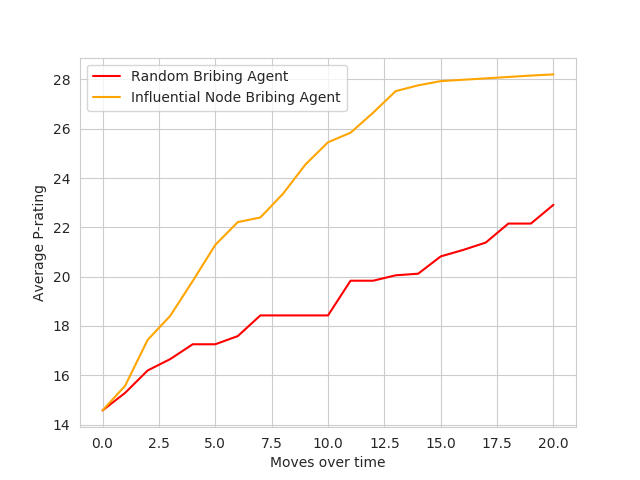 Random Bribing Agent
Influential Node Bribing Agent
28
26
24
22
20
18
16
14
Average P-rating
0.0 2.5 5.0 7.5 10.0 12.5 15.0 17.5 20.0
Moves over time